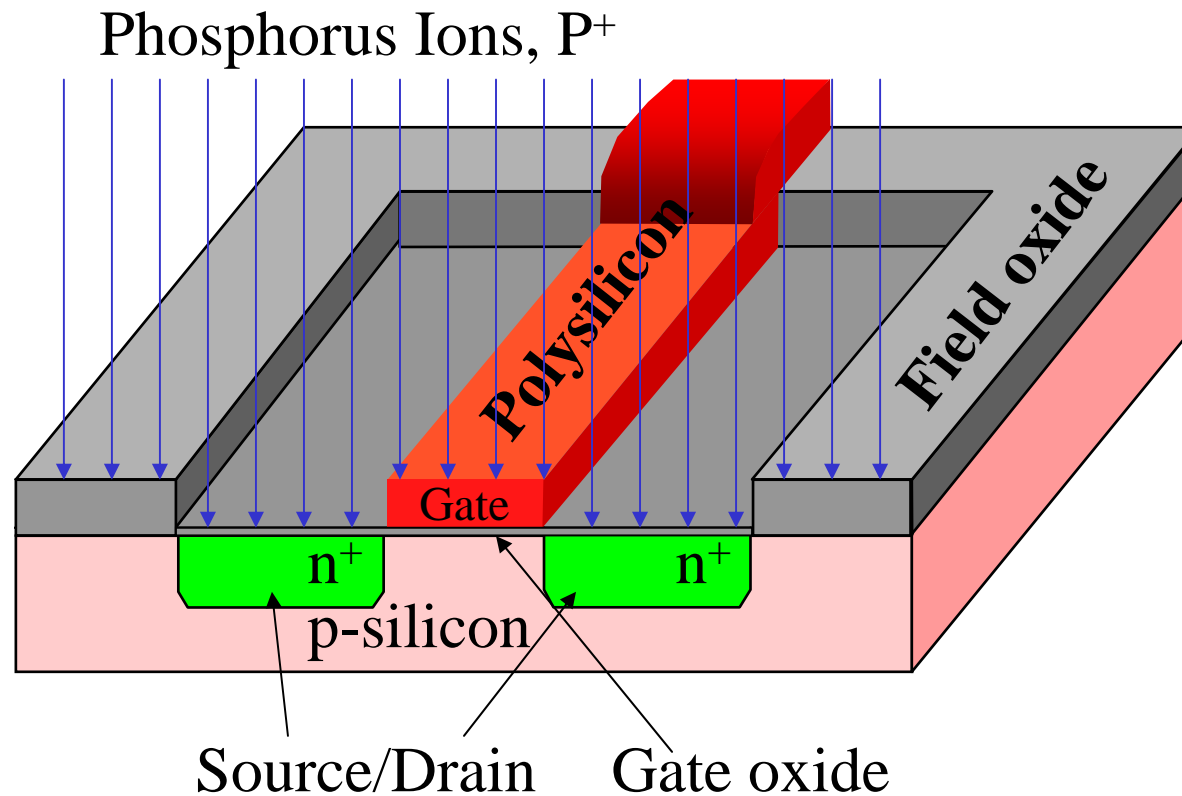 Phosphorus Ions, P⁺
Polysilicon
Field oxide
Gate
n⁺
n⁺
p-silicon
Source/Drain
Gate oxide